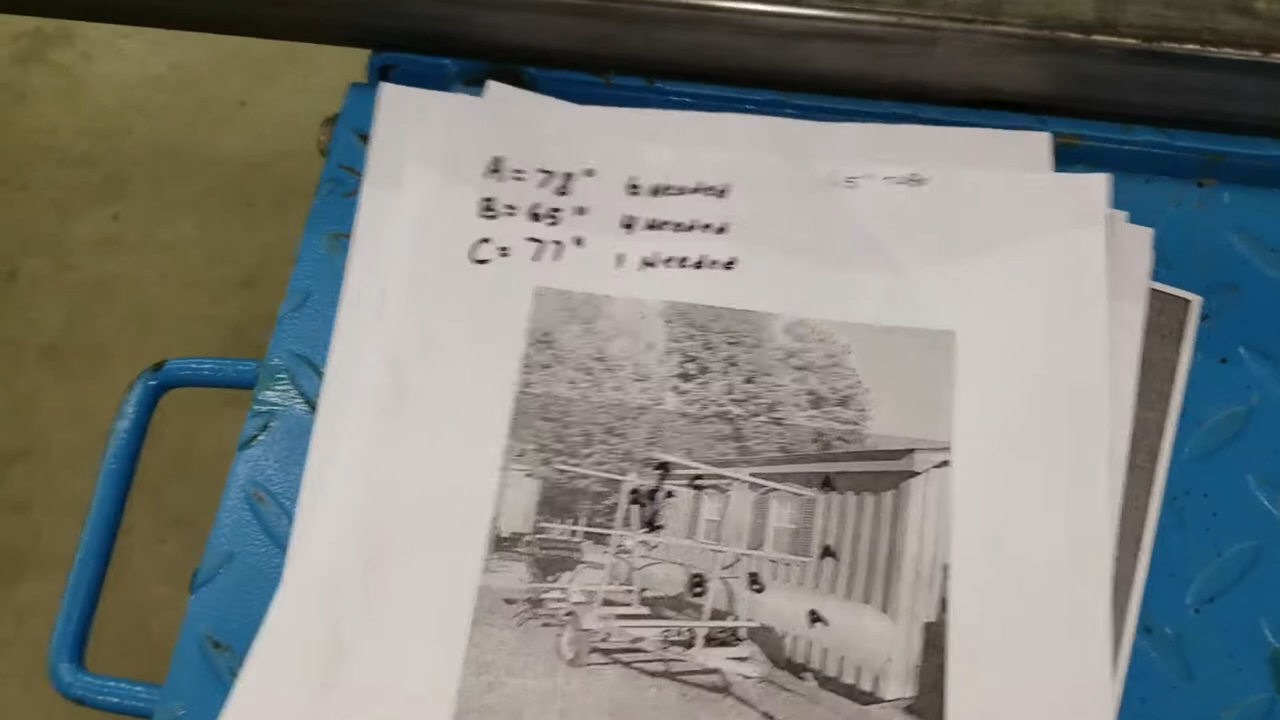 A= 78" 6 needed
B= 65" 4 needed
C= 77" 1 Needed
A
A
B B
A